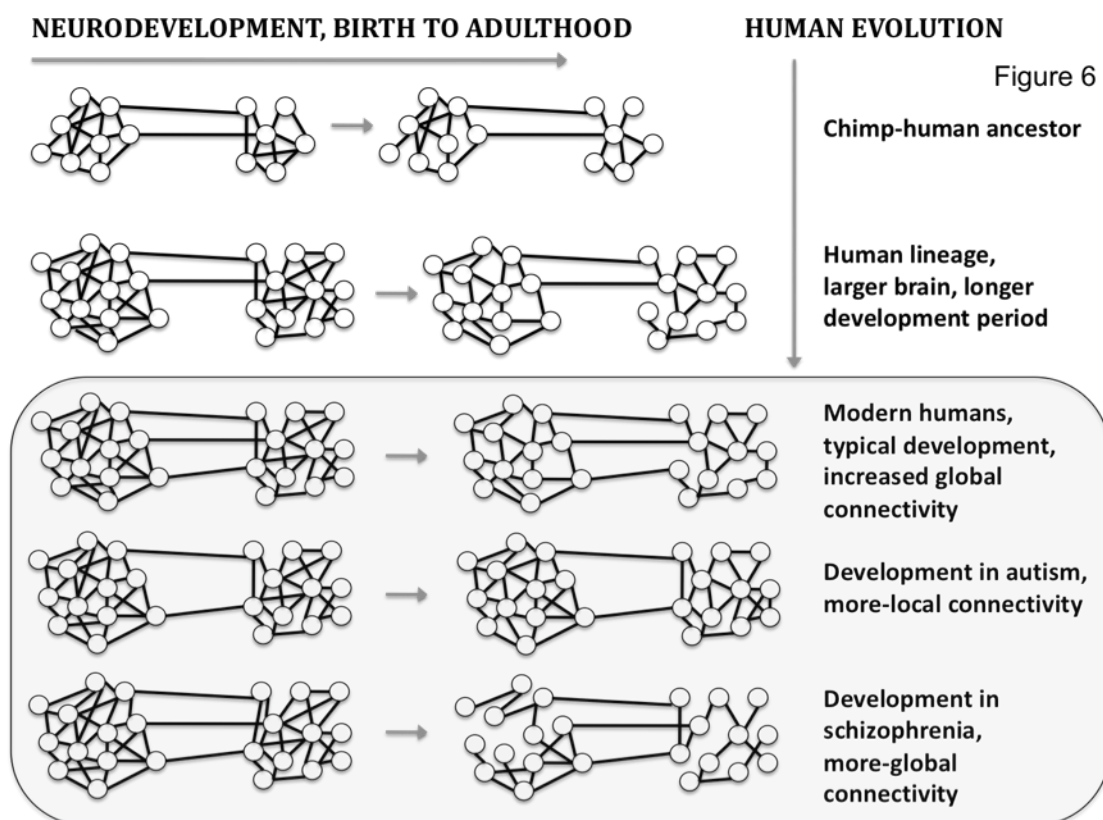 NEURODEVELOPMENT, BIRTH TO ADULTHOOD
HUMAN EVOLUTION
Figure 6
Chimp-human ancestor
Human lineage,
larger brain, longer
development period
Modern humans,
typical development,
increased global
connectivity
Development in autism,
more-local connectivity
Development in
schizophrenia,
more-global
connectivity